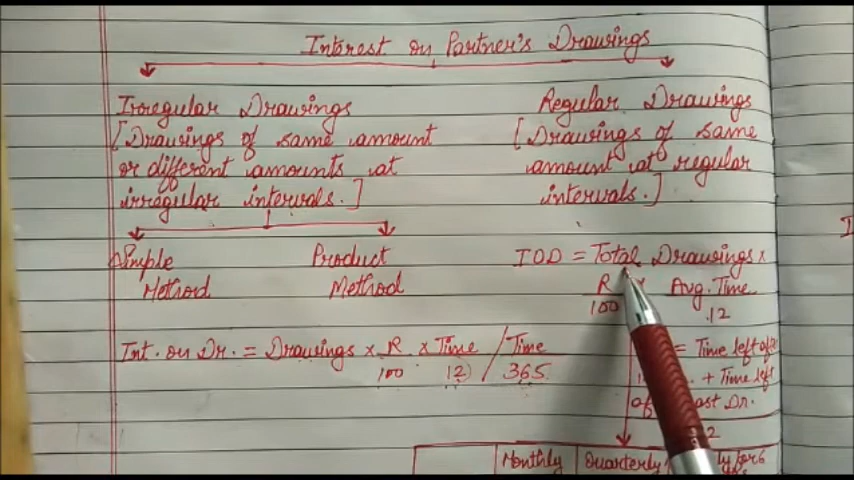 Interest on Partner's Drawings
Irregular Drawings
[Drawings of same amount
or different amounts at
irregular intervals.]
Simple
Method
Product
Method
Int. on Dr. = Drawings x R/100 x Time/12 / Time/365
Regular Drawings
[Drawings of same
amount at regular
intervals.]
IOD = Total Drawings x
R/100 Avg. Time/12
= Time left after
+ Time left
Dr.
2
Monthly Quarterly